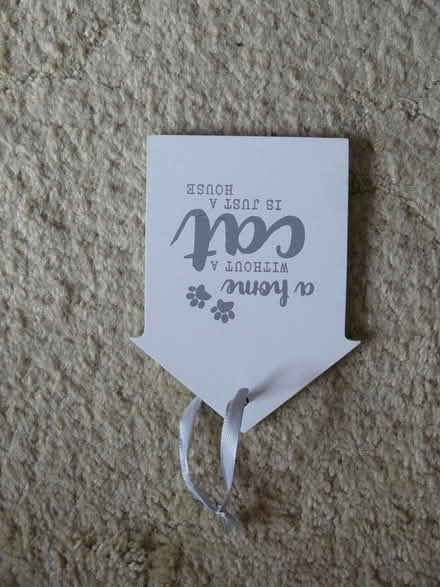 a home
WITHOUT A
cat
IS JUST A
HOUSE